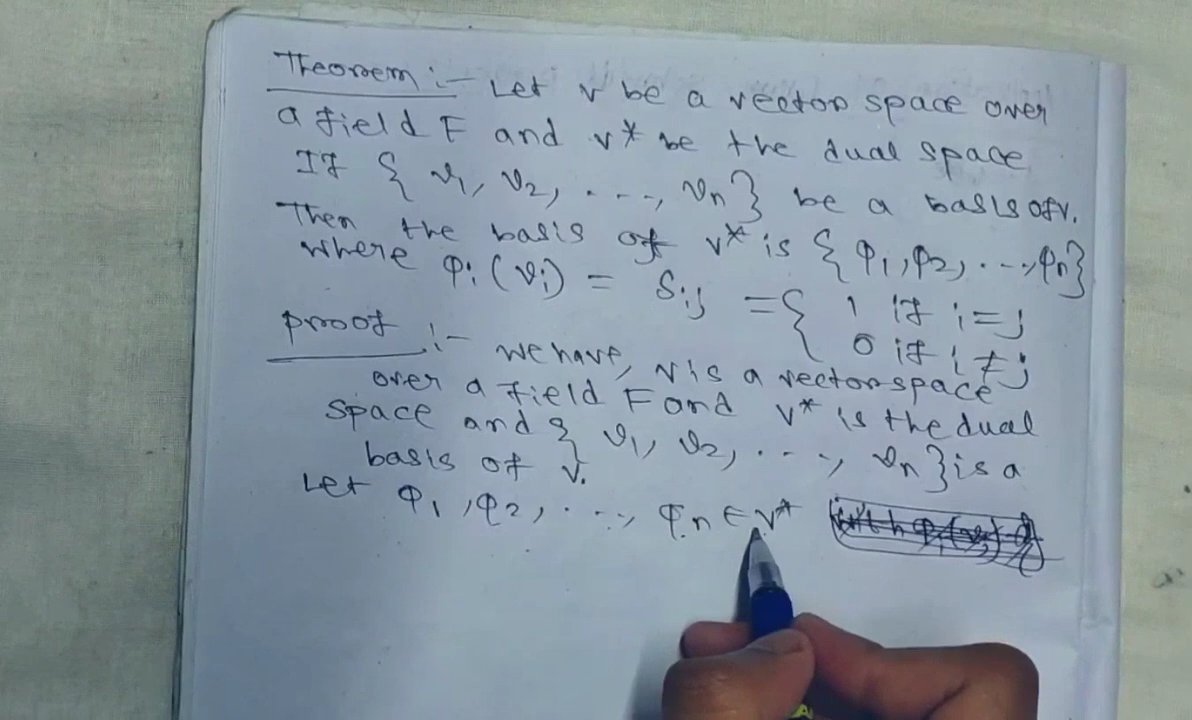 Theorem :- Let V be a vector space over
a field F and V* be the dual space
If { v1, v2, ..., vn } be a basis of V.
Then the basis of V* is { φ1, φ2, ..., φn }
where φi (vi) = δij = { 1 if i = j
0 if i ≠ j
Proof :- We have, V is a vector space
over a field F and V* is the dual
space and { v1, v2, ..., vn } is a
basis of V.
Let φ1, φ2, ..., φn ∈ V*